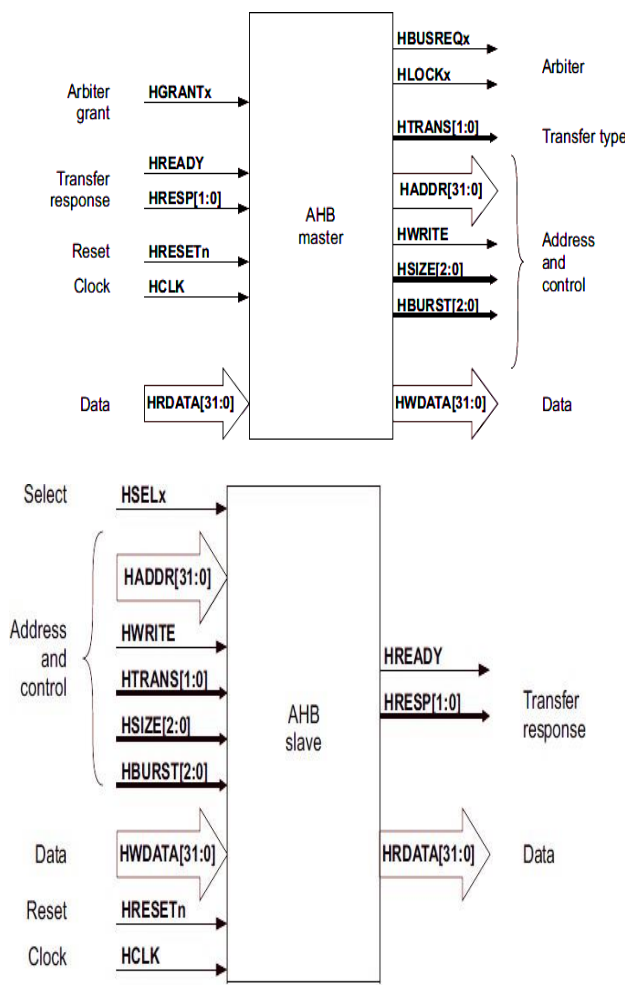 HBUSREQx
Arbiter
HLOCKx
Arbiter
grant
HGRANTx
HTRANS[1:0]
Transfer type
Transfer
response
HREADY
HRESP[1:0]
HADDR[31:0]
AHB
master
HWRITE
Address
and
control
Reset
HRESETn
HSIZE[2:0]
Clock
HCLK
HBURST[2:0]
Data
HRDATA[31:0]
HWDATA[31:0]
Data
Select
HSELx
HADDR[31:0]
Address
and
control
HWRITE
HTRANS[1:0]
HSIZE[2:0]
HBURST[2:0]
AHB
slave
HREADY
HRESP[1:0]
Transfer
response
Data
HWDATA[31:0]
HRDATA[31:0]
Data
Reset
HRESETn
Clock
HCLK